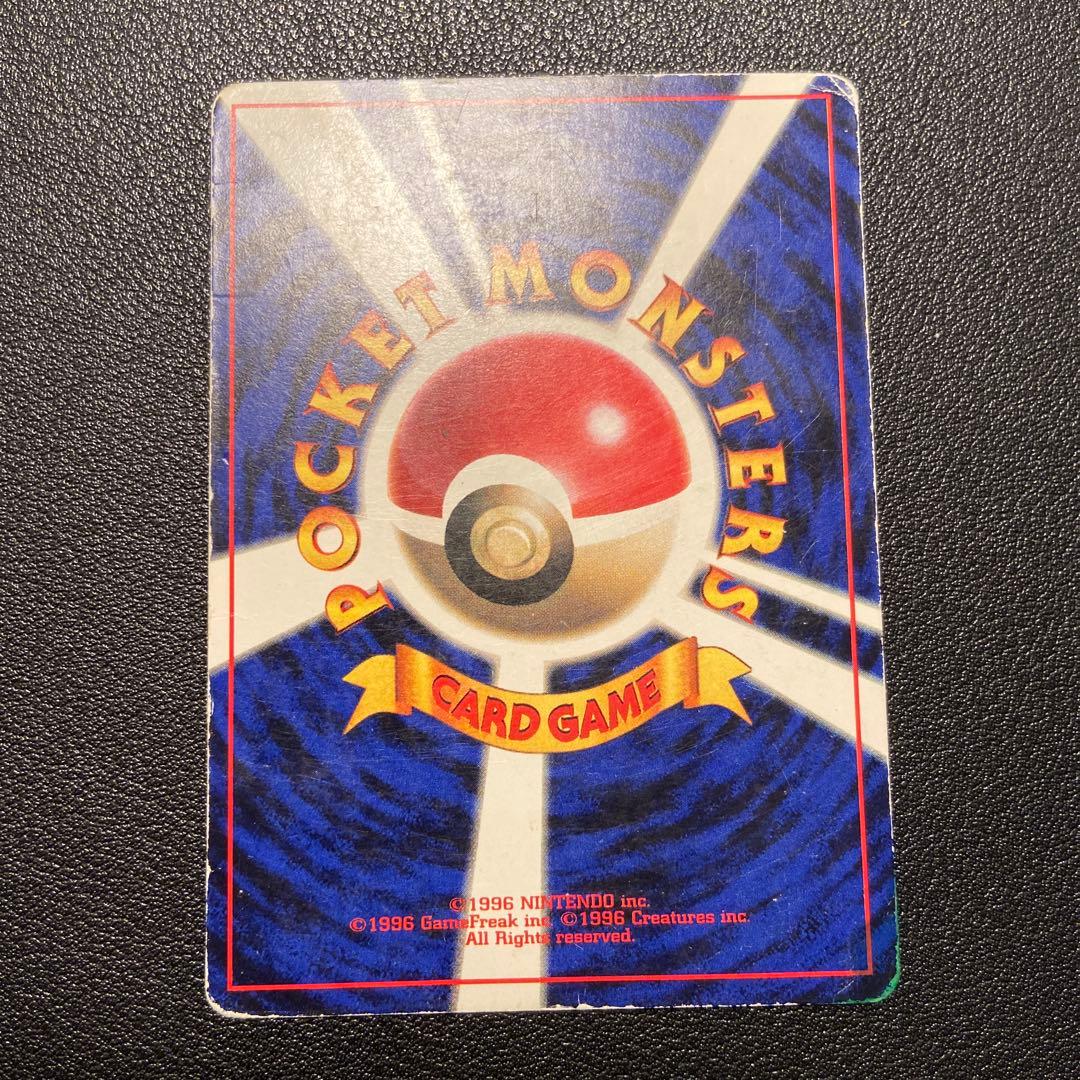 POCKET MONSTERS
CARD GAME
©1996 NINTENDO inc.
©1996 GameFreak inc. ©1996 Creatures inc.
All Rights reserved.